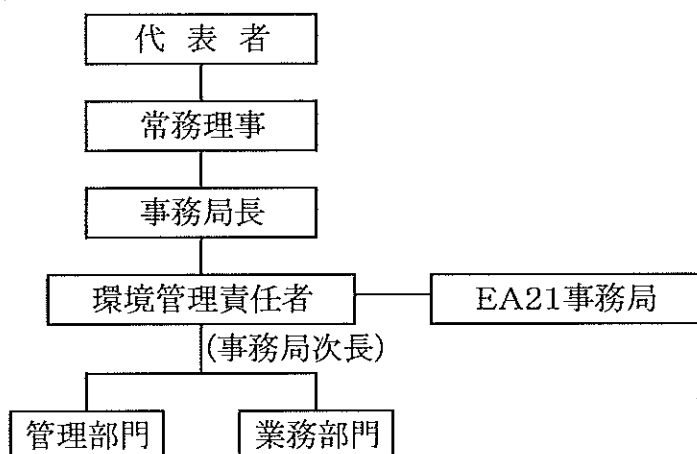 代表者
常務理事
事務局長
環境管理責任者
EA21事務局
(事務局次長)
管理部門
業務部門